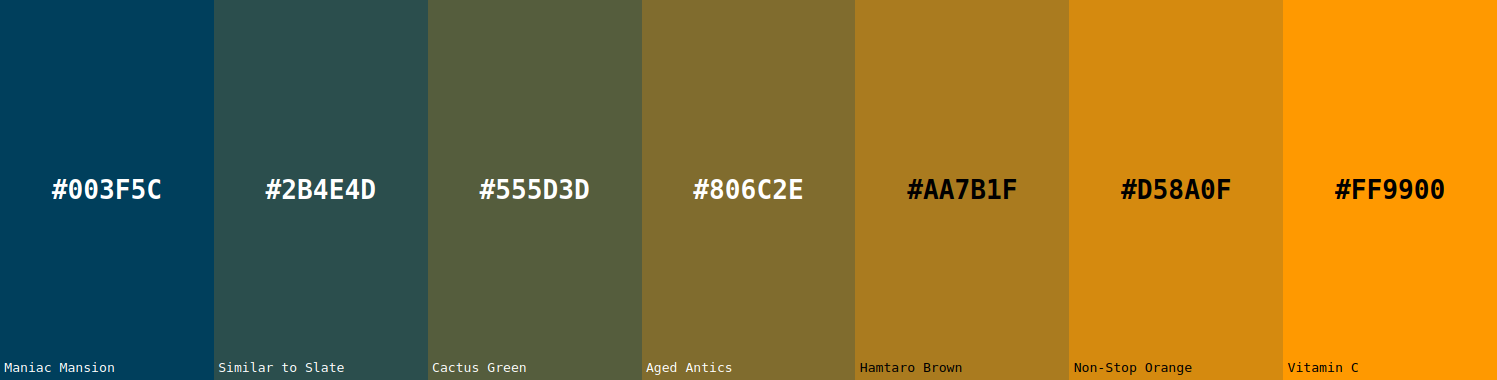 #003F5C
#2B4E4D
#555D3D
#806C2E
#AA7B1F
#D58A0F
#FF9900
Maniac Mansion
Similar to Slate
Cactus Green
Aged Antics
Hamtaro Brown
Non-Stop Orange
Vitamin C